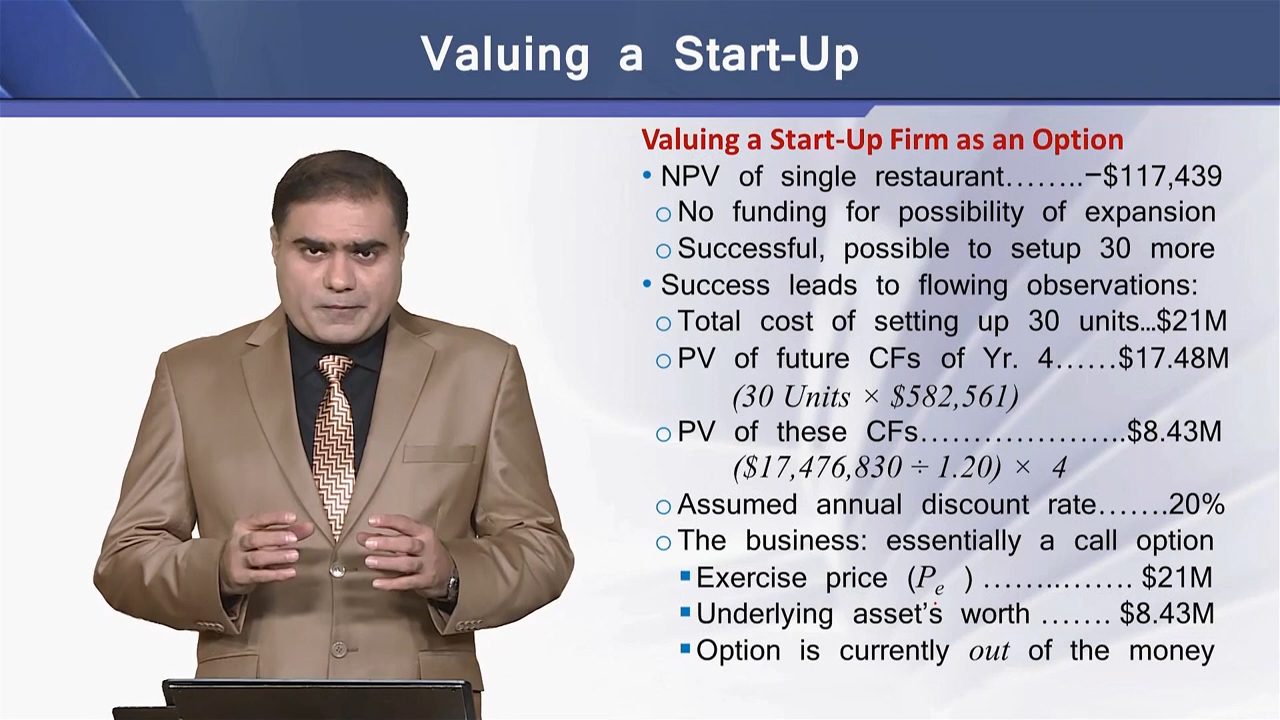 Valuing a Start-Up
Valuing a Start-Up Firm as an Option
• NPV of single restaurant……..−$117,439
o No funding for possibility of expansion
o Successful, possible to setup 30 more
• Success leads to flowing observations:
o Total cost of setting up 30 units…$21M
o PV of future CFs of Yr. 4……$17.48M
(30 Units × $582,561)
o PV of these CFs………………..$8.43M
($17,476,830 ÷ 1.20) × 4
o Assumed annual discount rate…….20%
o The business: essentially a call option
▪ Exercise price (Pe ) ……..…….. $21M
▪ Underlying asset's worth ……. $8.43M
▪ Option is currently out of the money